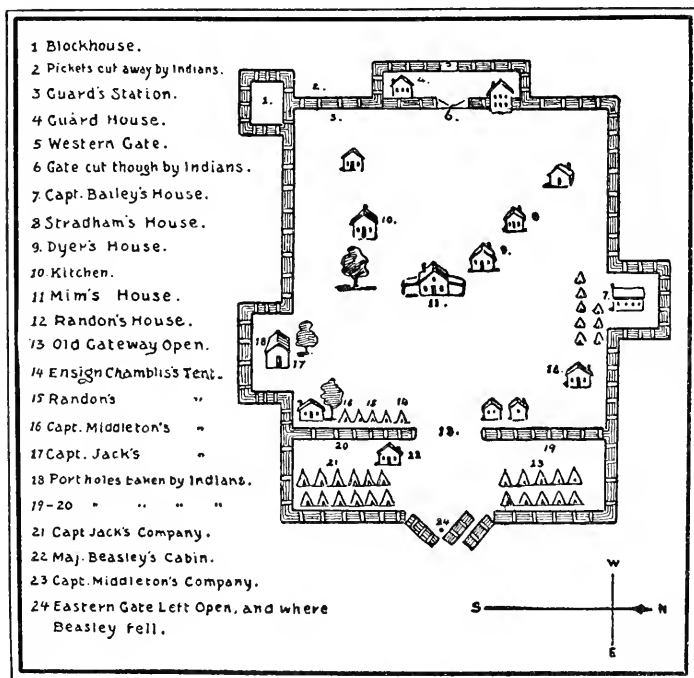 1 Blockhouse.
2 Pickets cut away by Indians.
3 Guard's Station.
4 Guard House.
5 Western Gate.
6 Gate cut though by Indians.
7. Capt. Bailey's House.
8 Stradham's House.
9. Dyer's House.
10 Kitchen.
11 Mim's House.
12 Randon's House.
13 Old Gateway Open.
14 Ensign Chamblis's Tent.
15 Randon's "
16 Capt. Middleton's "
17 Capt. Jack's "
18 Port holes taken by Indians.
19-20 " " " "
21 Capt Jack's Company.
22 Maj. Beasley's Cabin.
23 Capt. Middleton's Company.
24 Eastern Gate Left Open, and where
Beasley Fell.
5
4.
1.
2.
3.
6.
10.
8
9.
11.
7.
18
17
12.
16 15 14
13.
20
19
22
21
23
24
W
S N
E